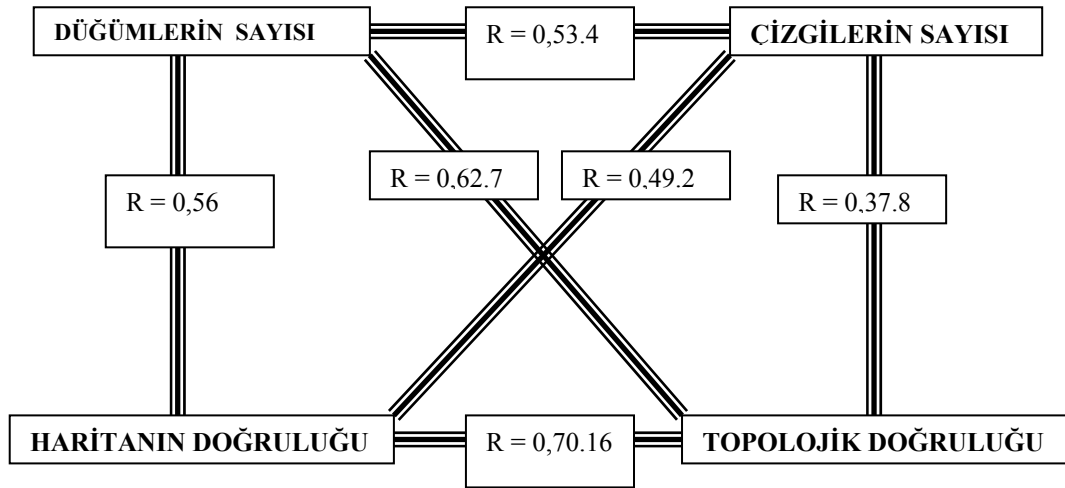 DÜĞÜMLERİN SAYISI
R = 0,53.4
ÇİZGİLERİN SAYISI
R = 0,56
R = 0,62.7
R = 0,49.2
R = 0,37.8
HARİTANIN DOĞRULUĞU
R = 0,70.16
TOPOLOJİK DOĞRULUĞU